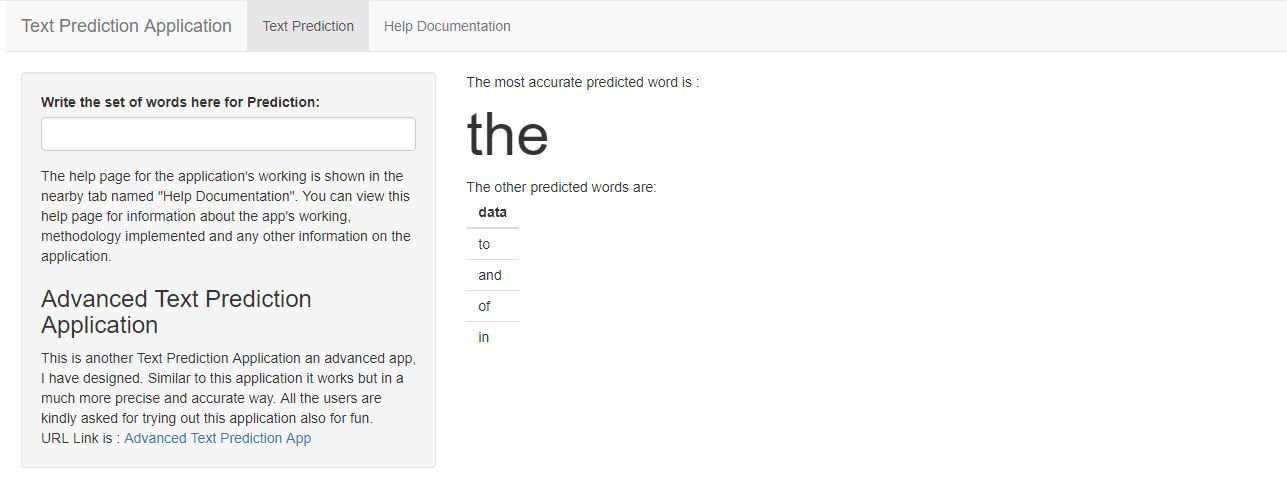 Text Prediction Application Text Prediction Help Documentation
Write the set of words here for Prediction:
The help page for the application's working is shown in the
nearby tab named "Help Documentation". You can view this
help page for information about the app's working,
methodology implemented and any other information on the
application.
Advanced Text Prediction
Application
This is another Text Prediction Application an advanced app,
I have designed. Similar to this application it works but in a
much more precise and accurate way. All the users are
kindly asked for trying out this application also for fun.
URL Link is : Advanced Text Prediction App
The most accurate predicted word is :
the
The other predicted words are:
data
to
and
of
in